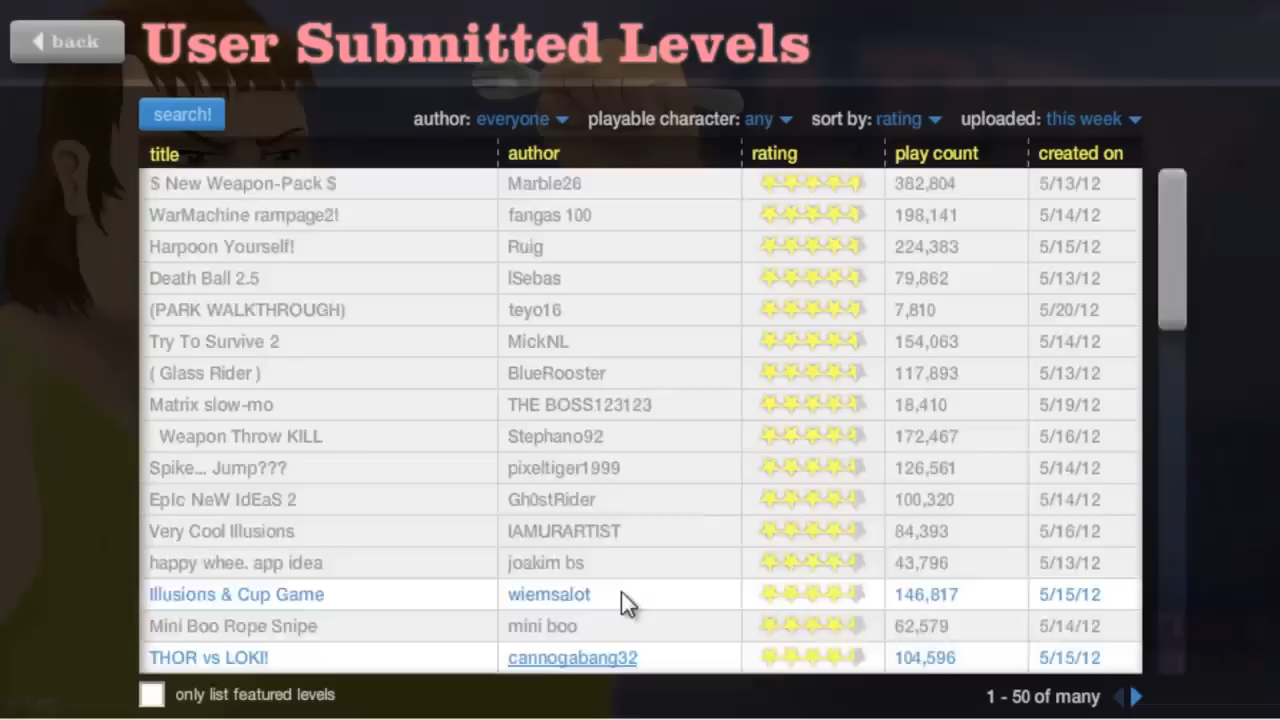 back
User Submitted Levels
search! author: everyone playable character: any sort by: rating uploaded: this week
title author rating play count created on
$ New Weapon-Pack $ Marble26 382,804 5/13/12
WarMachine rampage2! fangas 100 198,141 5/14/12
Harpoon Yourself! Ruig 224,383 5/15/12
Death Ball 2.5 lSebas 79,862 5/13/12
(PARK WALKTHROUGH) teyo16 7,810 5/20/12
Try To Survive 2 MickNL 154,063 5/14/12
( Glass Rider ) BlueRooster 117,893 5/13/12
Matrix slow-mo THE BOSS123123 18,410 5/19/12
Weapon Throw KILL Stephano92 172,467 5/16/12
Spike... Jump??? pixeltiger1999 126,561 5/14/12
EpIc NeW IdEaS 2 Gh0stRider 100,320 5/14/12
Very Cool Illusions IAMURARTIST 84,393 5/16/12
happy whee. app idea joakim bs 43,796 5/13/12
Illusions & Cup Game wiemsalot 146,817 5/15/12
Mini Boo Rope Snipe mini boo 62,579 5/14/12
THOR vs LOKI! cannogabang32 104,596 5/15/12
only list featured levels 1 - 50 of many